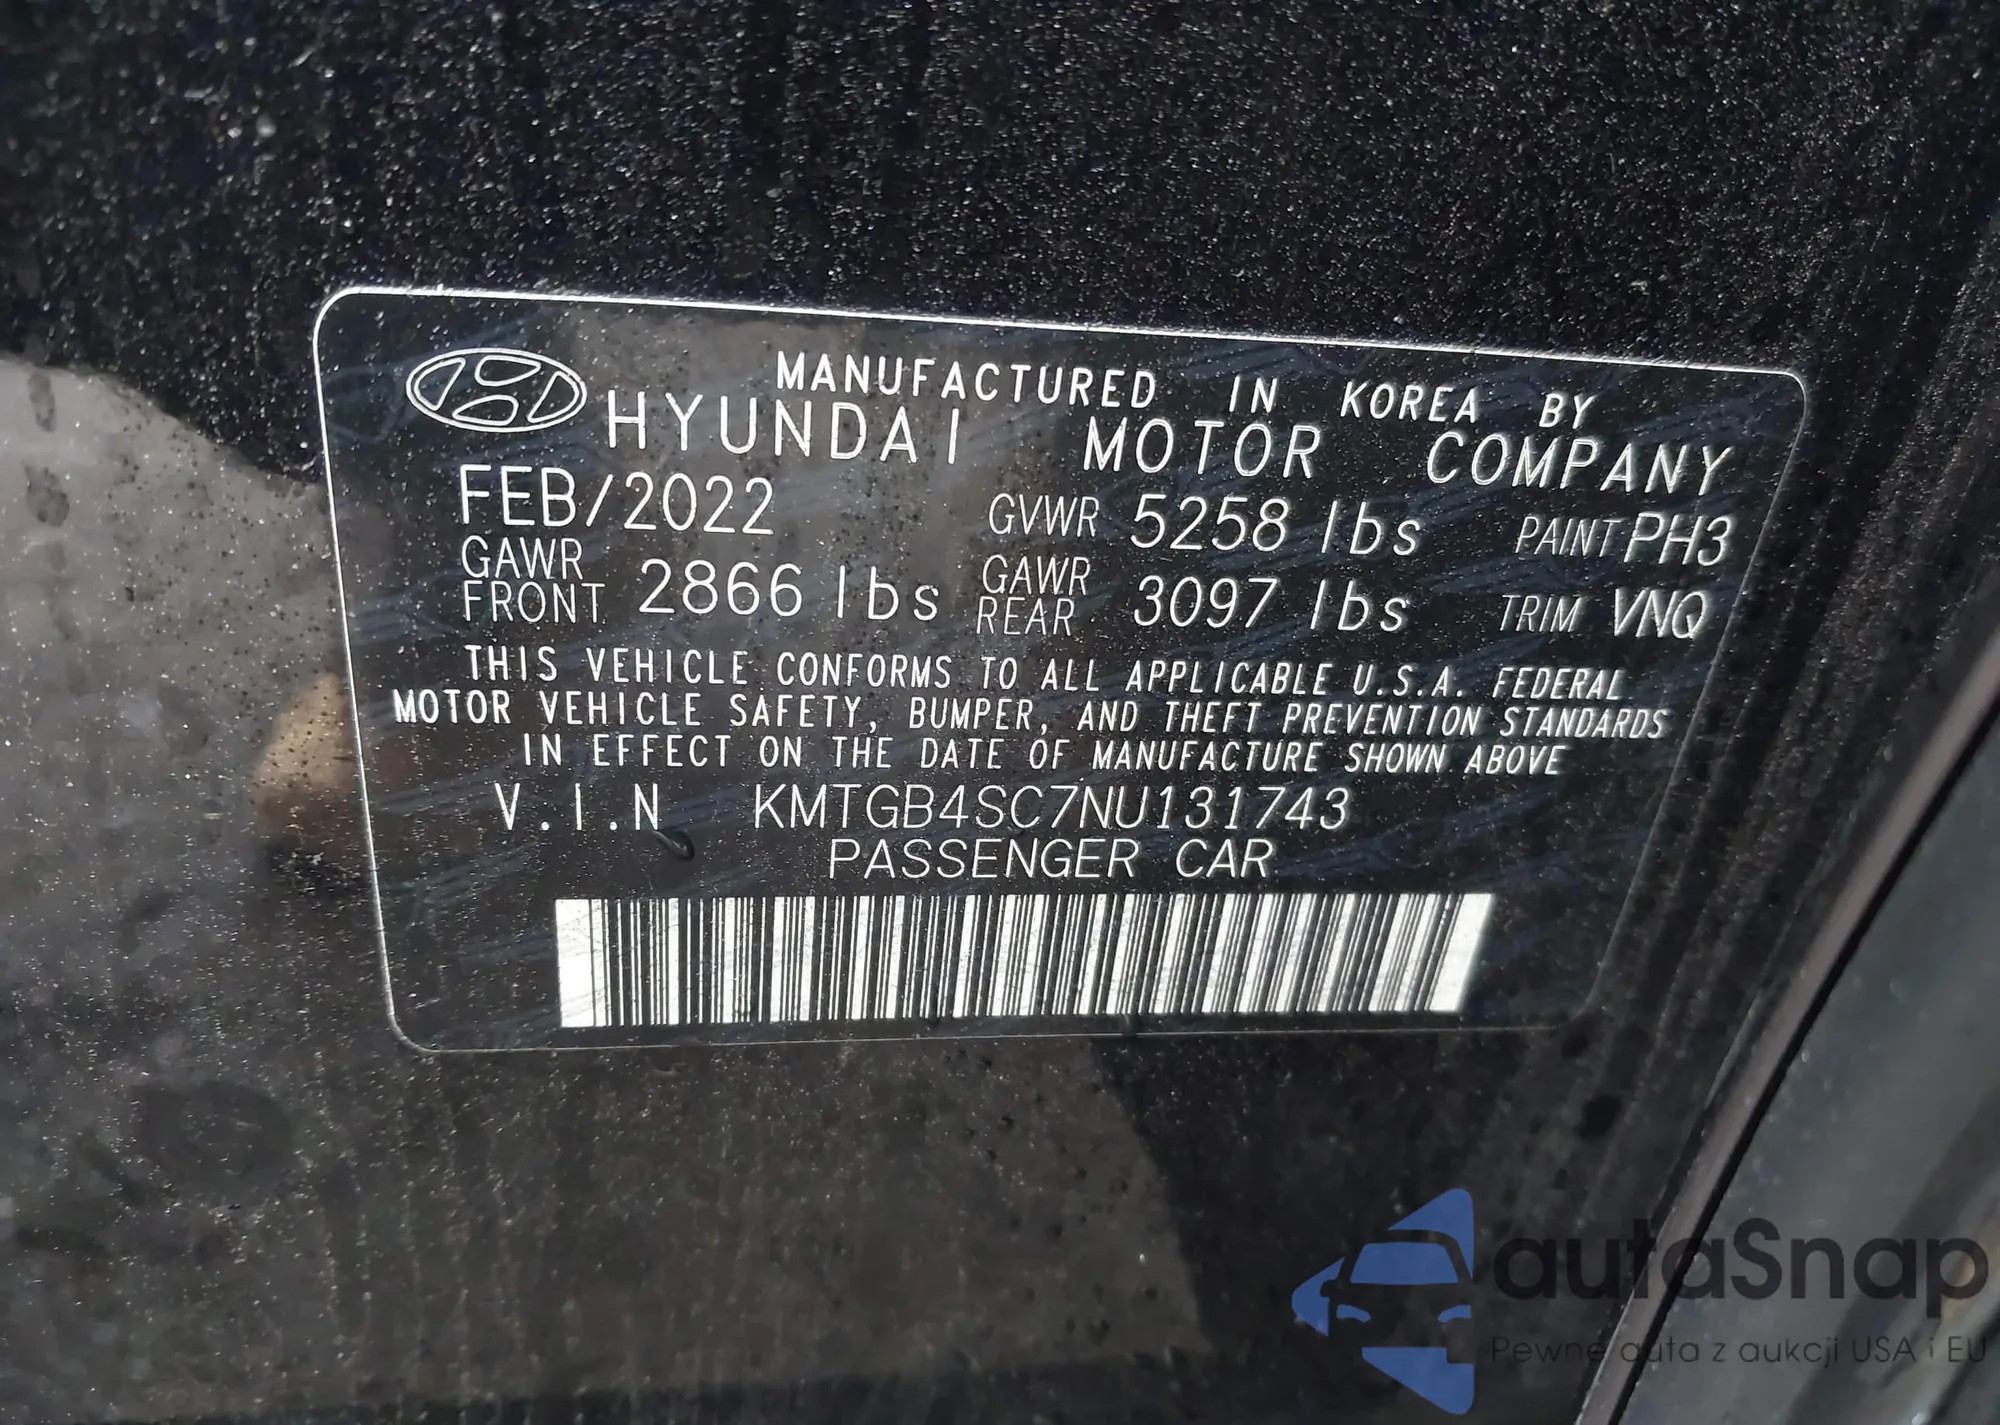 MANUFACTURED IN KOREA BY
HYUNDAI MOTOR COMPANY
FEB/2022 GVWR 5258 lbs PAINT PH3
GAWR FRONT 2866 lbs GAWR REAR 3097 lbs TRIM VNQ
THIS VEHICLE CONFORMS TO ALL APPLICABLE U.S.A. FEDERAL
MOTOR VEHICLE SAFETY, BUMPER, AND THEFT PREVENTION STANDARDS
IN EFFECT ON THE DATE OF MANUFACTURE SHOWN ABOVE
V.I.N KMTGB4SC7NU131743
PASSENGER CAR
autaSnap
Pewne auta z aukcji USA i EU